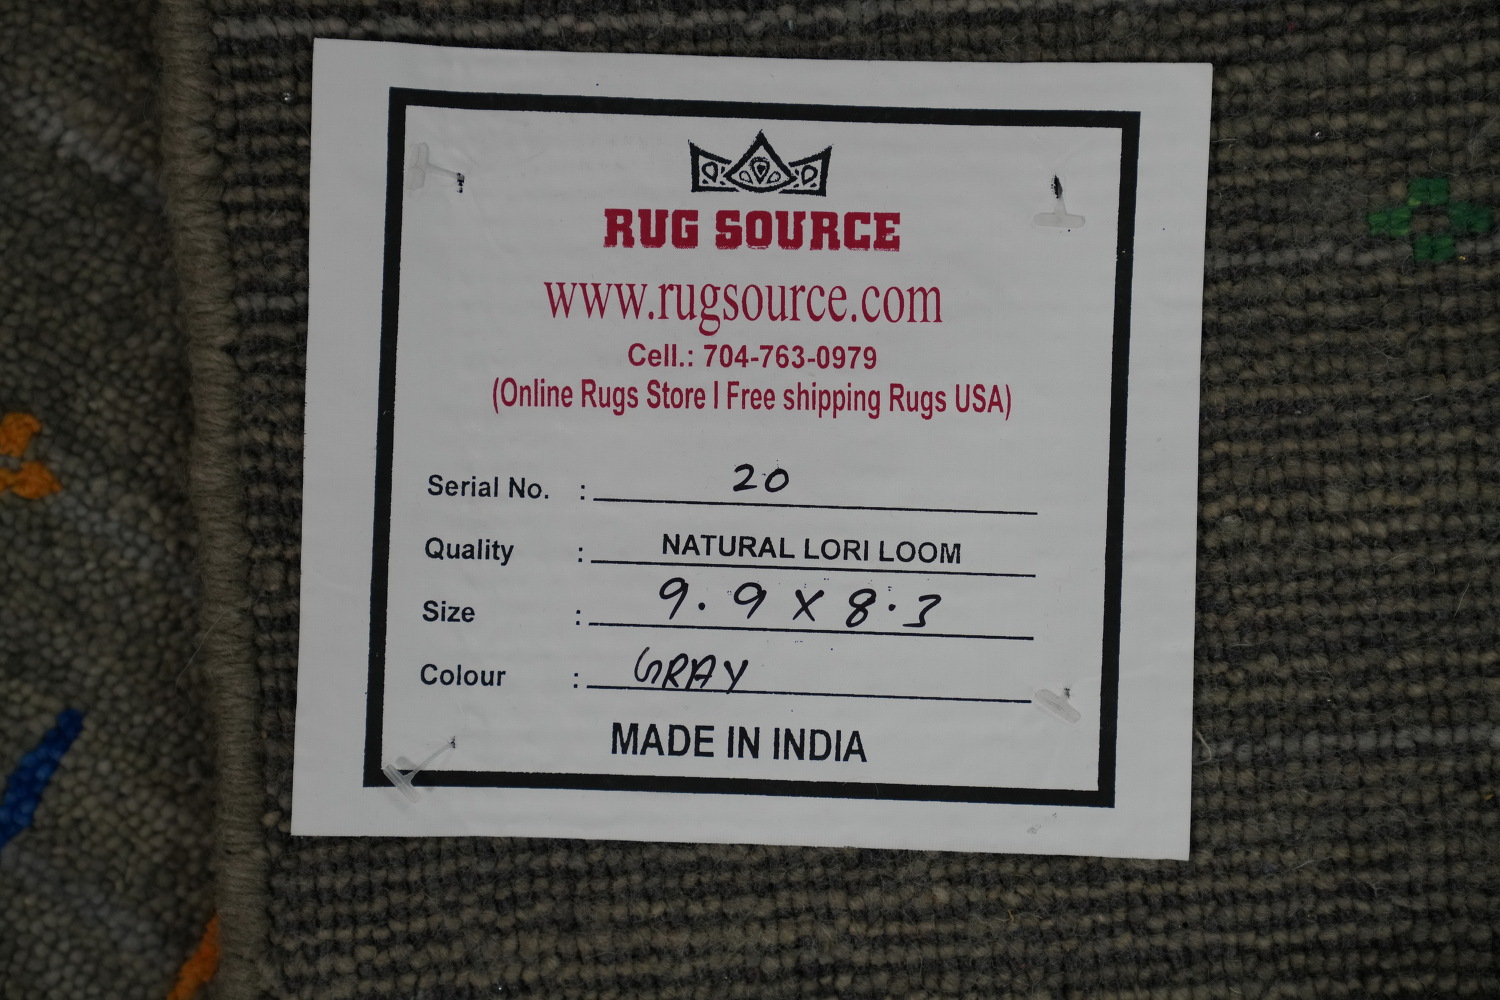 RUG SOURCE
www.rugsource.com
Cell.: 704-763-0979
(Online Rugs Store I Free shipping Rugs USA)
Serial No. : 20
Quality : NATURAL LORI LOOM
Size : 9.9 X 8.3
Colour : GRAY
MADE IN INDIA